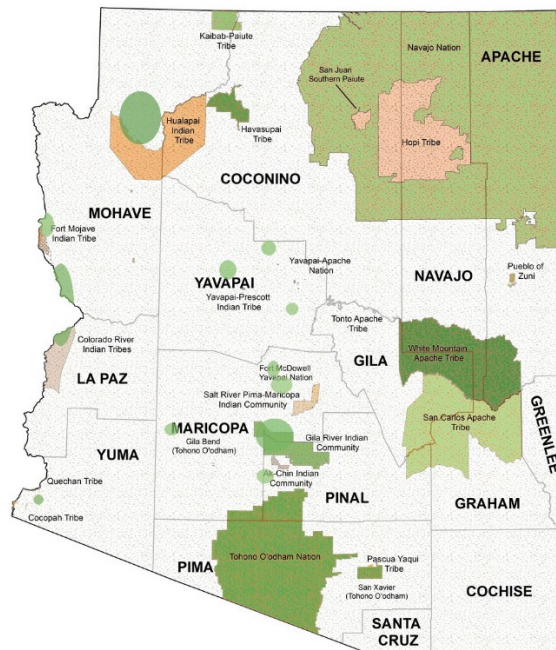 Kaibab-Paiute
Tribe
Navajo Nation
APACHE
San Juan
Southern Paiute
Hualapai
Indian
Tribe
Havasupai
Tribe
Hopi Tribe
COCONINO
MOHAVE
Fort Mojave
Indian Tribe
Yavapai-Apache
Nation
NAVAJO
Pueblo of
Zuni
YAVAPAI
Yavapai-Prescott
Indian Tribe
Tonto Apache
Tribe
Colorado River
Indian Tribes
GILA
White Mountain
Apache Tribe
LA PAZ
Fort McDowell
Yavapai Nation
Salt River Pima-Maricopa
Indian Community
GREENLEE
San Carlos Apache
Tribe
MARICOPA
Gila Bend
(Tohono O'odham)
Gila River Indian
Community
YUMA
Ak-Chin Indian
Community
Quechan Tribe
PINAL
GRAHAM
Cocopah Tribe
PIMA
Tohono O'odham Nation
Pascua Yaqui
Tribe
San Xavier
(Tohono O'odham)
COCHISE
SANTA
CRUZ